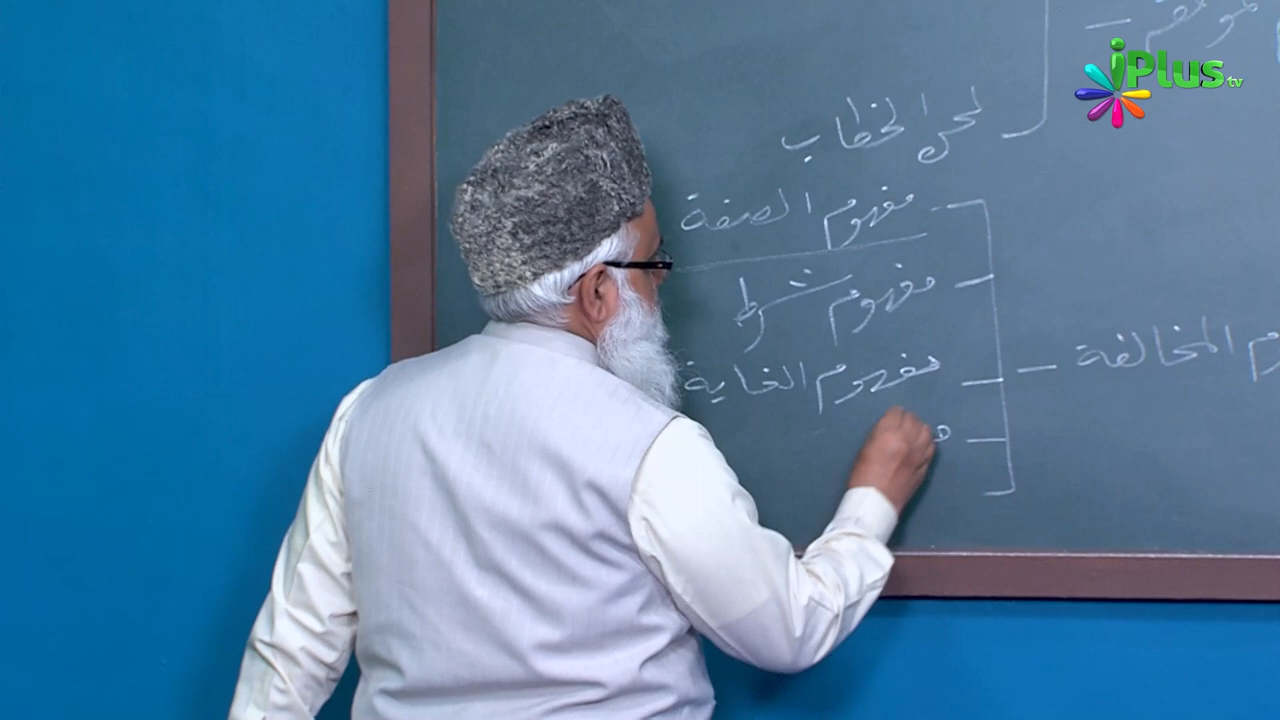 iPlus tv
لحن الخطاب
مفهوم الصفة
مفهوم شرط
مفهوم الغاية
المخالفة